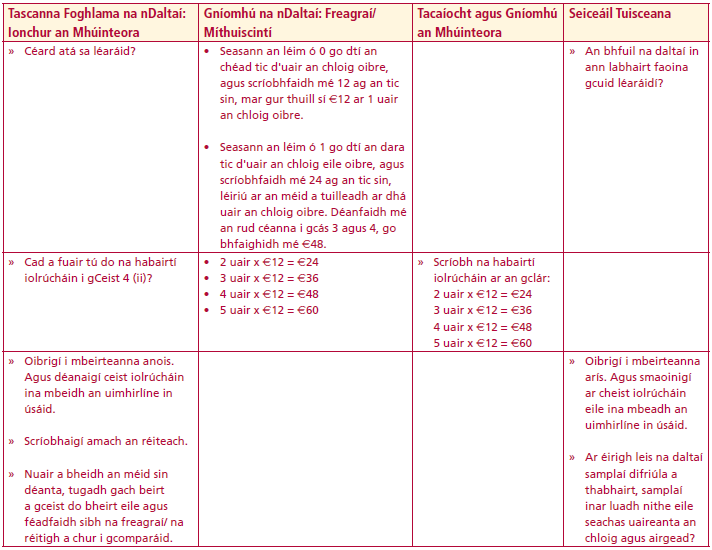 Tascanna Foghlama na nDaltaí:
Ionchur an Mhúinteora
Gníomhú na nDaltaí: Freagraí/
Míthuiscintí
Tacaíocht agus Gníomhú
an Mhúinteora
Seiceáil Tuisceana
» Céard atá sa léaráid?
• Seasann an léim ó 0 go dtí an
chéad tic d'uair an chloig oibre,
agus scríobhfaidh mé 12 ag an tic
sin, mar gur thuill sí €12 ar 1 uair
an chloig oibre.
• Seasann an léim ó 1 go dtí an dara
tic d'uair an chloig eile oibre, agus
scríobhfaidh mé 24 ag an tic sin,
léiriú ar an méid a tuilleadh ar dhá
uair an chloig oibre. Déanfaidh mé
an rud céanna i gcás 3 agus 4, go
bhfaighidh mé €48.
» An bhfuil na daltaí in
ann labhairt faoina
gcuid léaráidí?
» Cad a fuair tú do na habairtí
iolrúcháin i gCeist 4 (ii)?
• 2 uair x €12 = €24
• 3 uair x €12 = €36
• 4 uair x €12 = €48
• 5 uair x €12 = €60
» Scríobh na habairtí
iolrúcháin ar an gclár:
2 uair x €12 = €24
3 uair x €12 = €36
4 uair x €12 = €48
5 uair x €12 = €60
» Oibrigí i mbeirteanna anois.
Agus déanaigí ceist iolrúcháin
ina mbeidh an uimhirlíne in
úsáid.
» Scríobhaigí amach an réiteach.
» Nuair a bheidh an méid sin
déanta, tugadh gach beirt
a gceist do bheirt eile agus
féadfaidh sibh na freagraí/ na
réitigh a chur i gcomparáid.
» Oibrigí i mbeirteanna
arís. Agus smaoinigí
ar cheist iolrúcháin
eile ina mbeadh an
uimhirlíne in úsáid.
» Ar éirigh leis na daltaí
samplaí difriúla a
thabhairt, samplaí
inar luadh nithe eile
seachas uaireanta an
chloig agus airgead?